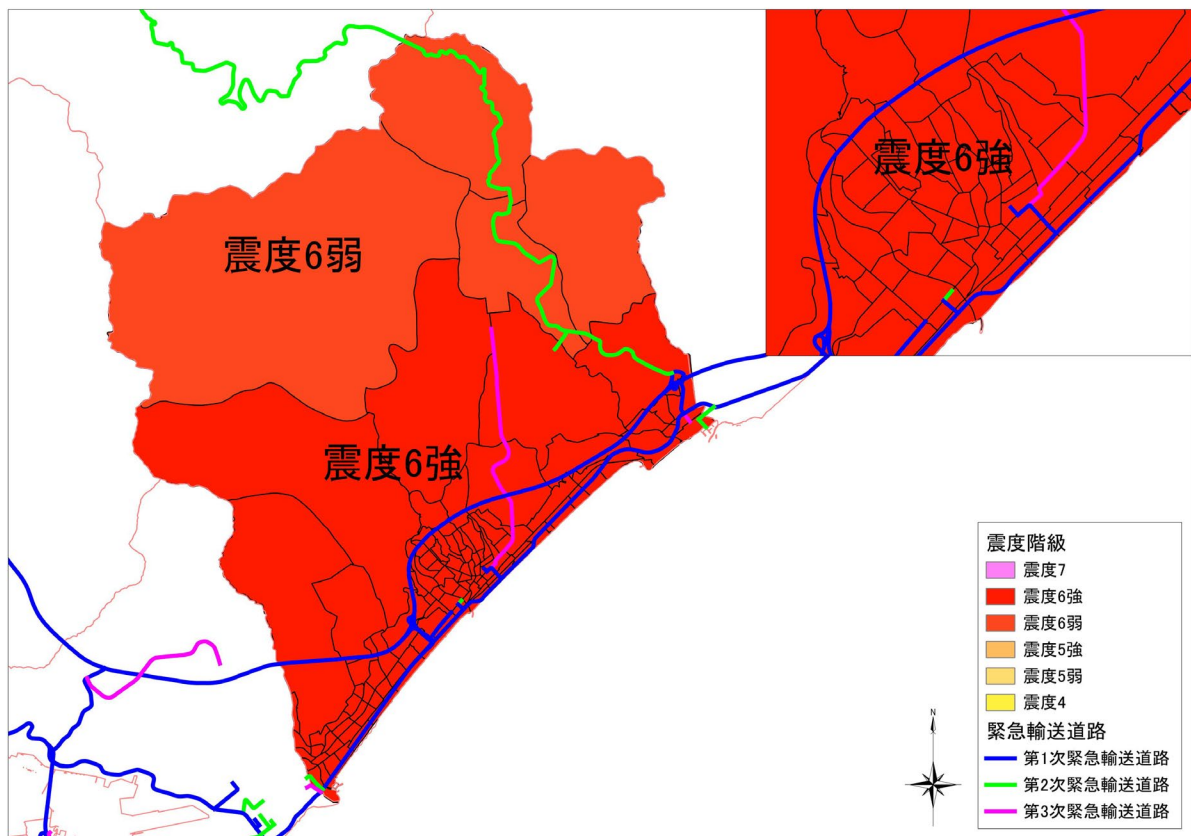 震度6強
震度6弱
震度6強
震度階級
震度7
震度6強
震度6弱
震度5強
震度5弱
震度4
緊急輸送道路
第1次緊急輸送道路
第2次緊急輸送道路
第3次緊急輸送道路
N